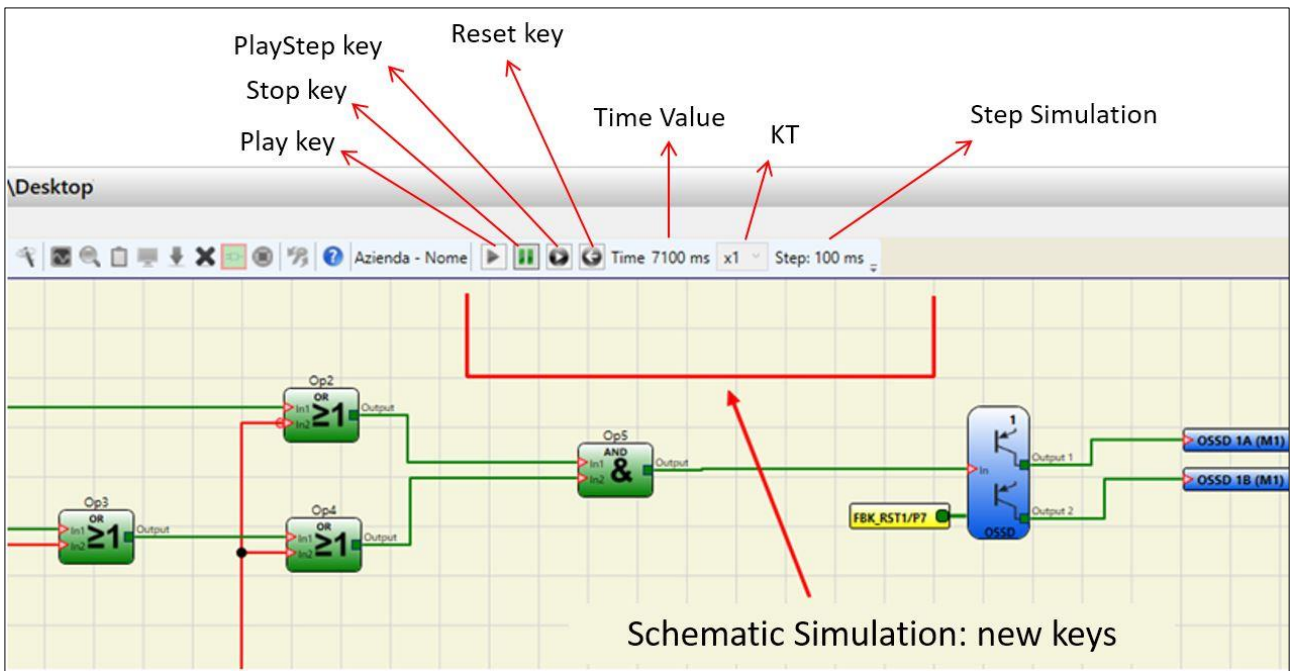 Reset key
PlayStep key
Stop key
Time Value
Step Simulation
Play key
KT
\Desktop
Azienda - Nome
Time 7100 ms
x1
Step: 100 ms
Op2
OR
In1
In2
≥1
Output
Op5
AND
In1
In2
&
Output
1
In
Output 1
Output 2
OSSD
OSSD 1A (M1)
OSSD 1B (M1)
FBK_RST1/P7
Op3
OR
In1
In2
≥1
Output
Op4
OR
In1
In2
≥1
Output
Schematic Simulation: new keys